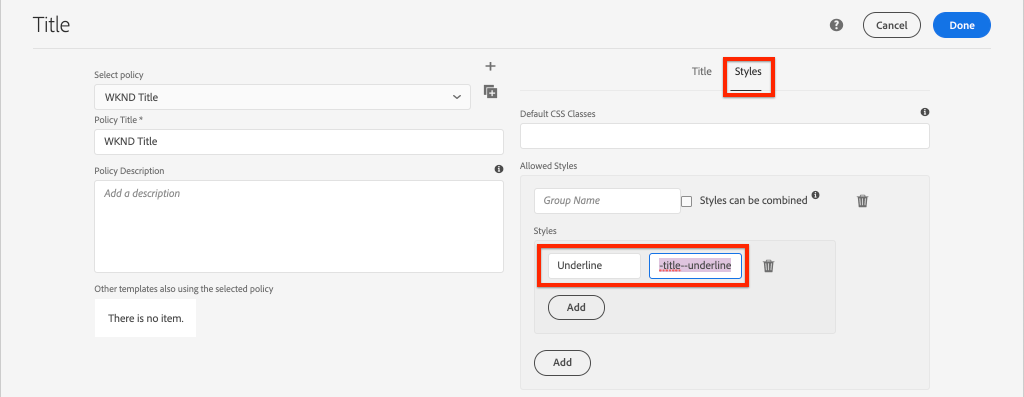 Title
Cancel
Done
Select policy
WKND Title
Policy Title *
WKND Title
Policy Description
Add a description
Other templates also using the selected policy
There is no item.
Title
Styles
Default CSS Classes
Allowed Styles
Group Name
Styles can be combined
Styles
Underline
-title--underline
Add
Add